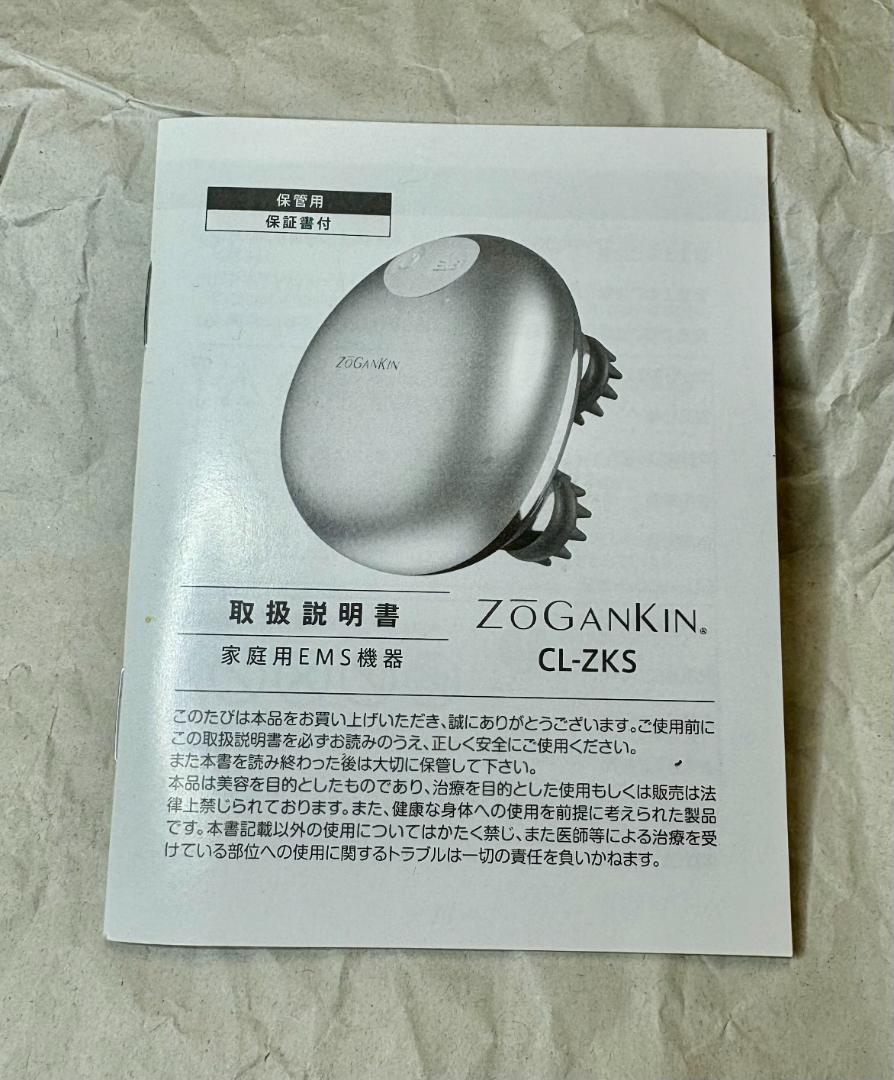 保管用
保証書付
ZŌGANKIN
取扱説明書
家庭用EMS機器
ZŌGANKIN®
CL-ZKS
このたびは本品をお買い上げいただき、誠にありがとうございます。ご使用前に
この取扱説明書を必ずお読みのうえ、正しく安全にご使用ください。
また本書を読み終わった後は大切に保管して下さい。
本品は美容を目的としたものであり、治療を目的とした使用もしくは販売は法
律上禁じられております。また、健康な身体への使用を前提に考えられた製品
です。本書記載以外の使用についてはかたく禁じ、また医師等による治療を受
けている部位への使用に関するトラブルは一切の責任を負いかねます。